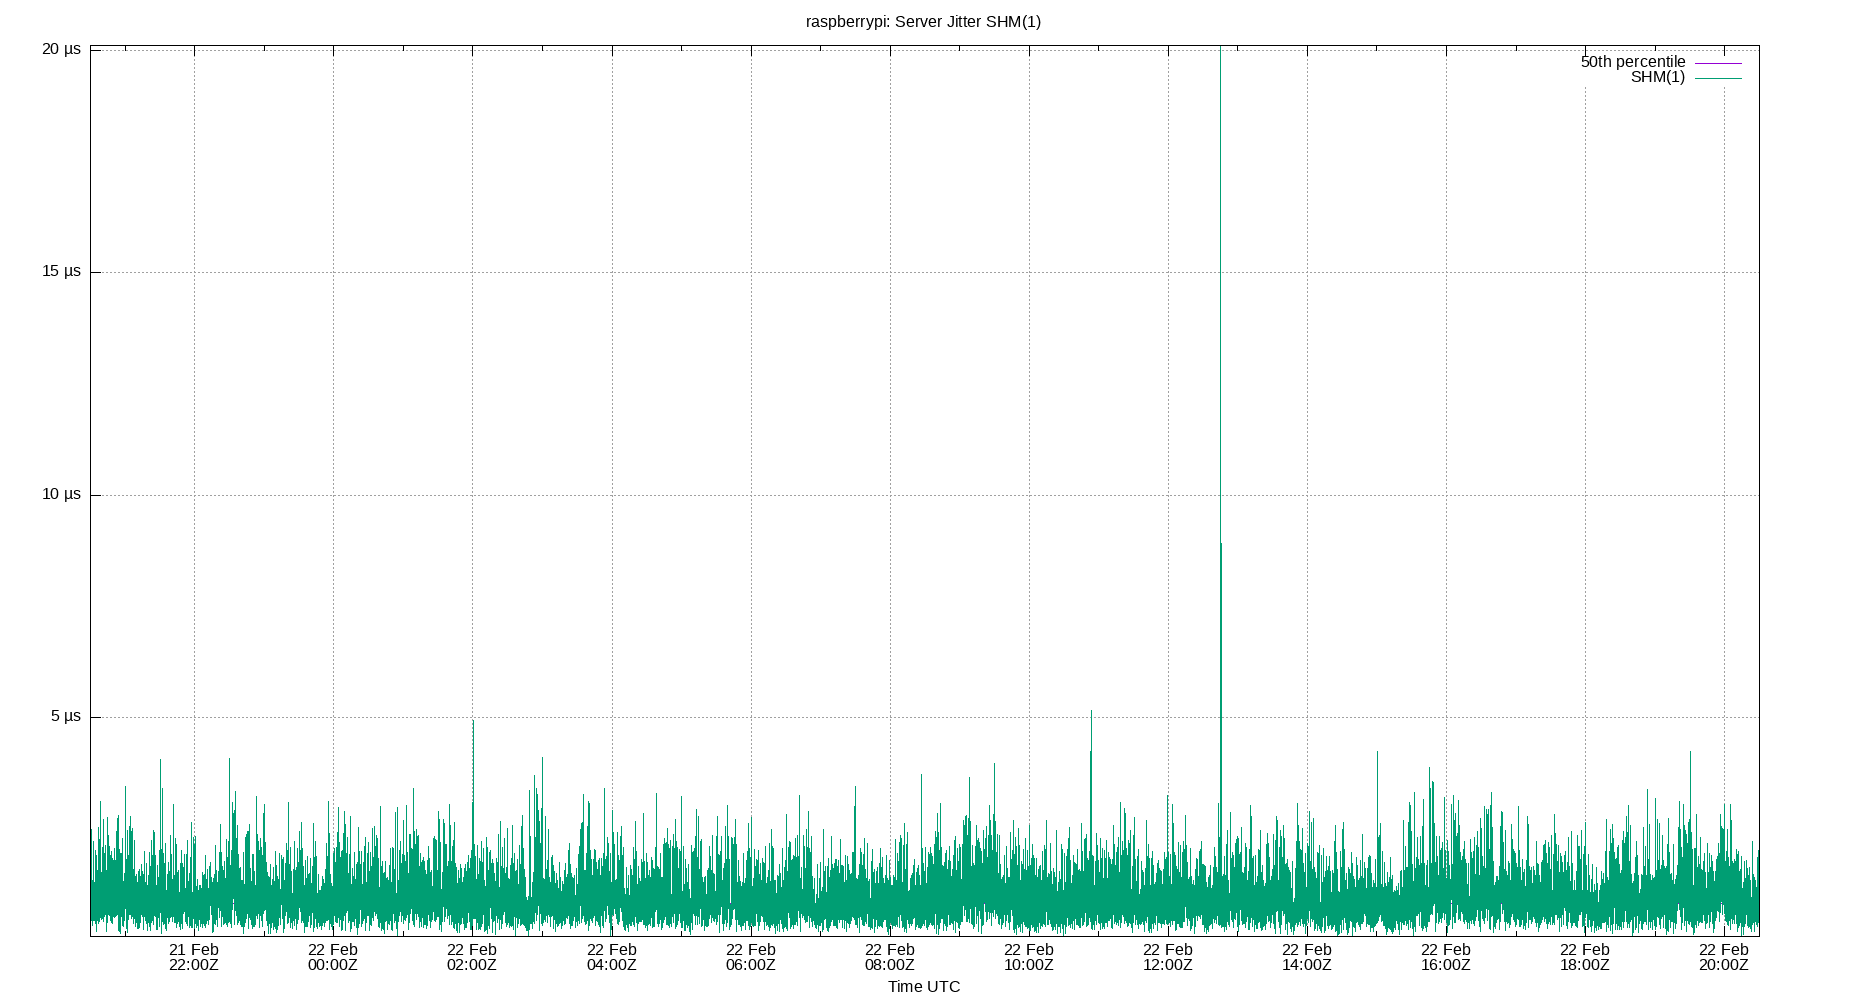 raspberrypi: Server Jitter SHM(1)
20 µs
15 µs
10 µs
5 µs
50th percentile
SHM(1)
21 Feb 22 Feb 22 Feb 22 Feb 22 Feb 22 Feb 22 Feb 22 Feb 22 Feb 22 Feb 22 Feb 22 Feb
22:00Z 00:00Z 02:00Z 04:00Z 06:00Z 08:00Z 10:00Z 12:00Z 14:00Z 16:00Z 18:00Z 20:00Z
Time UTC